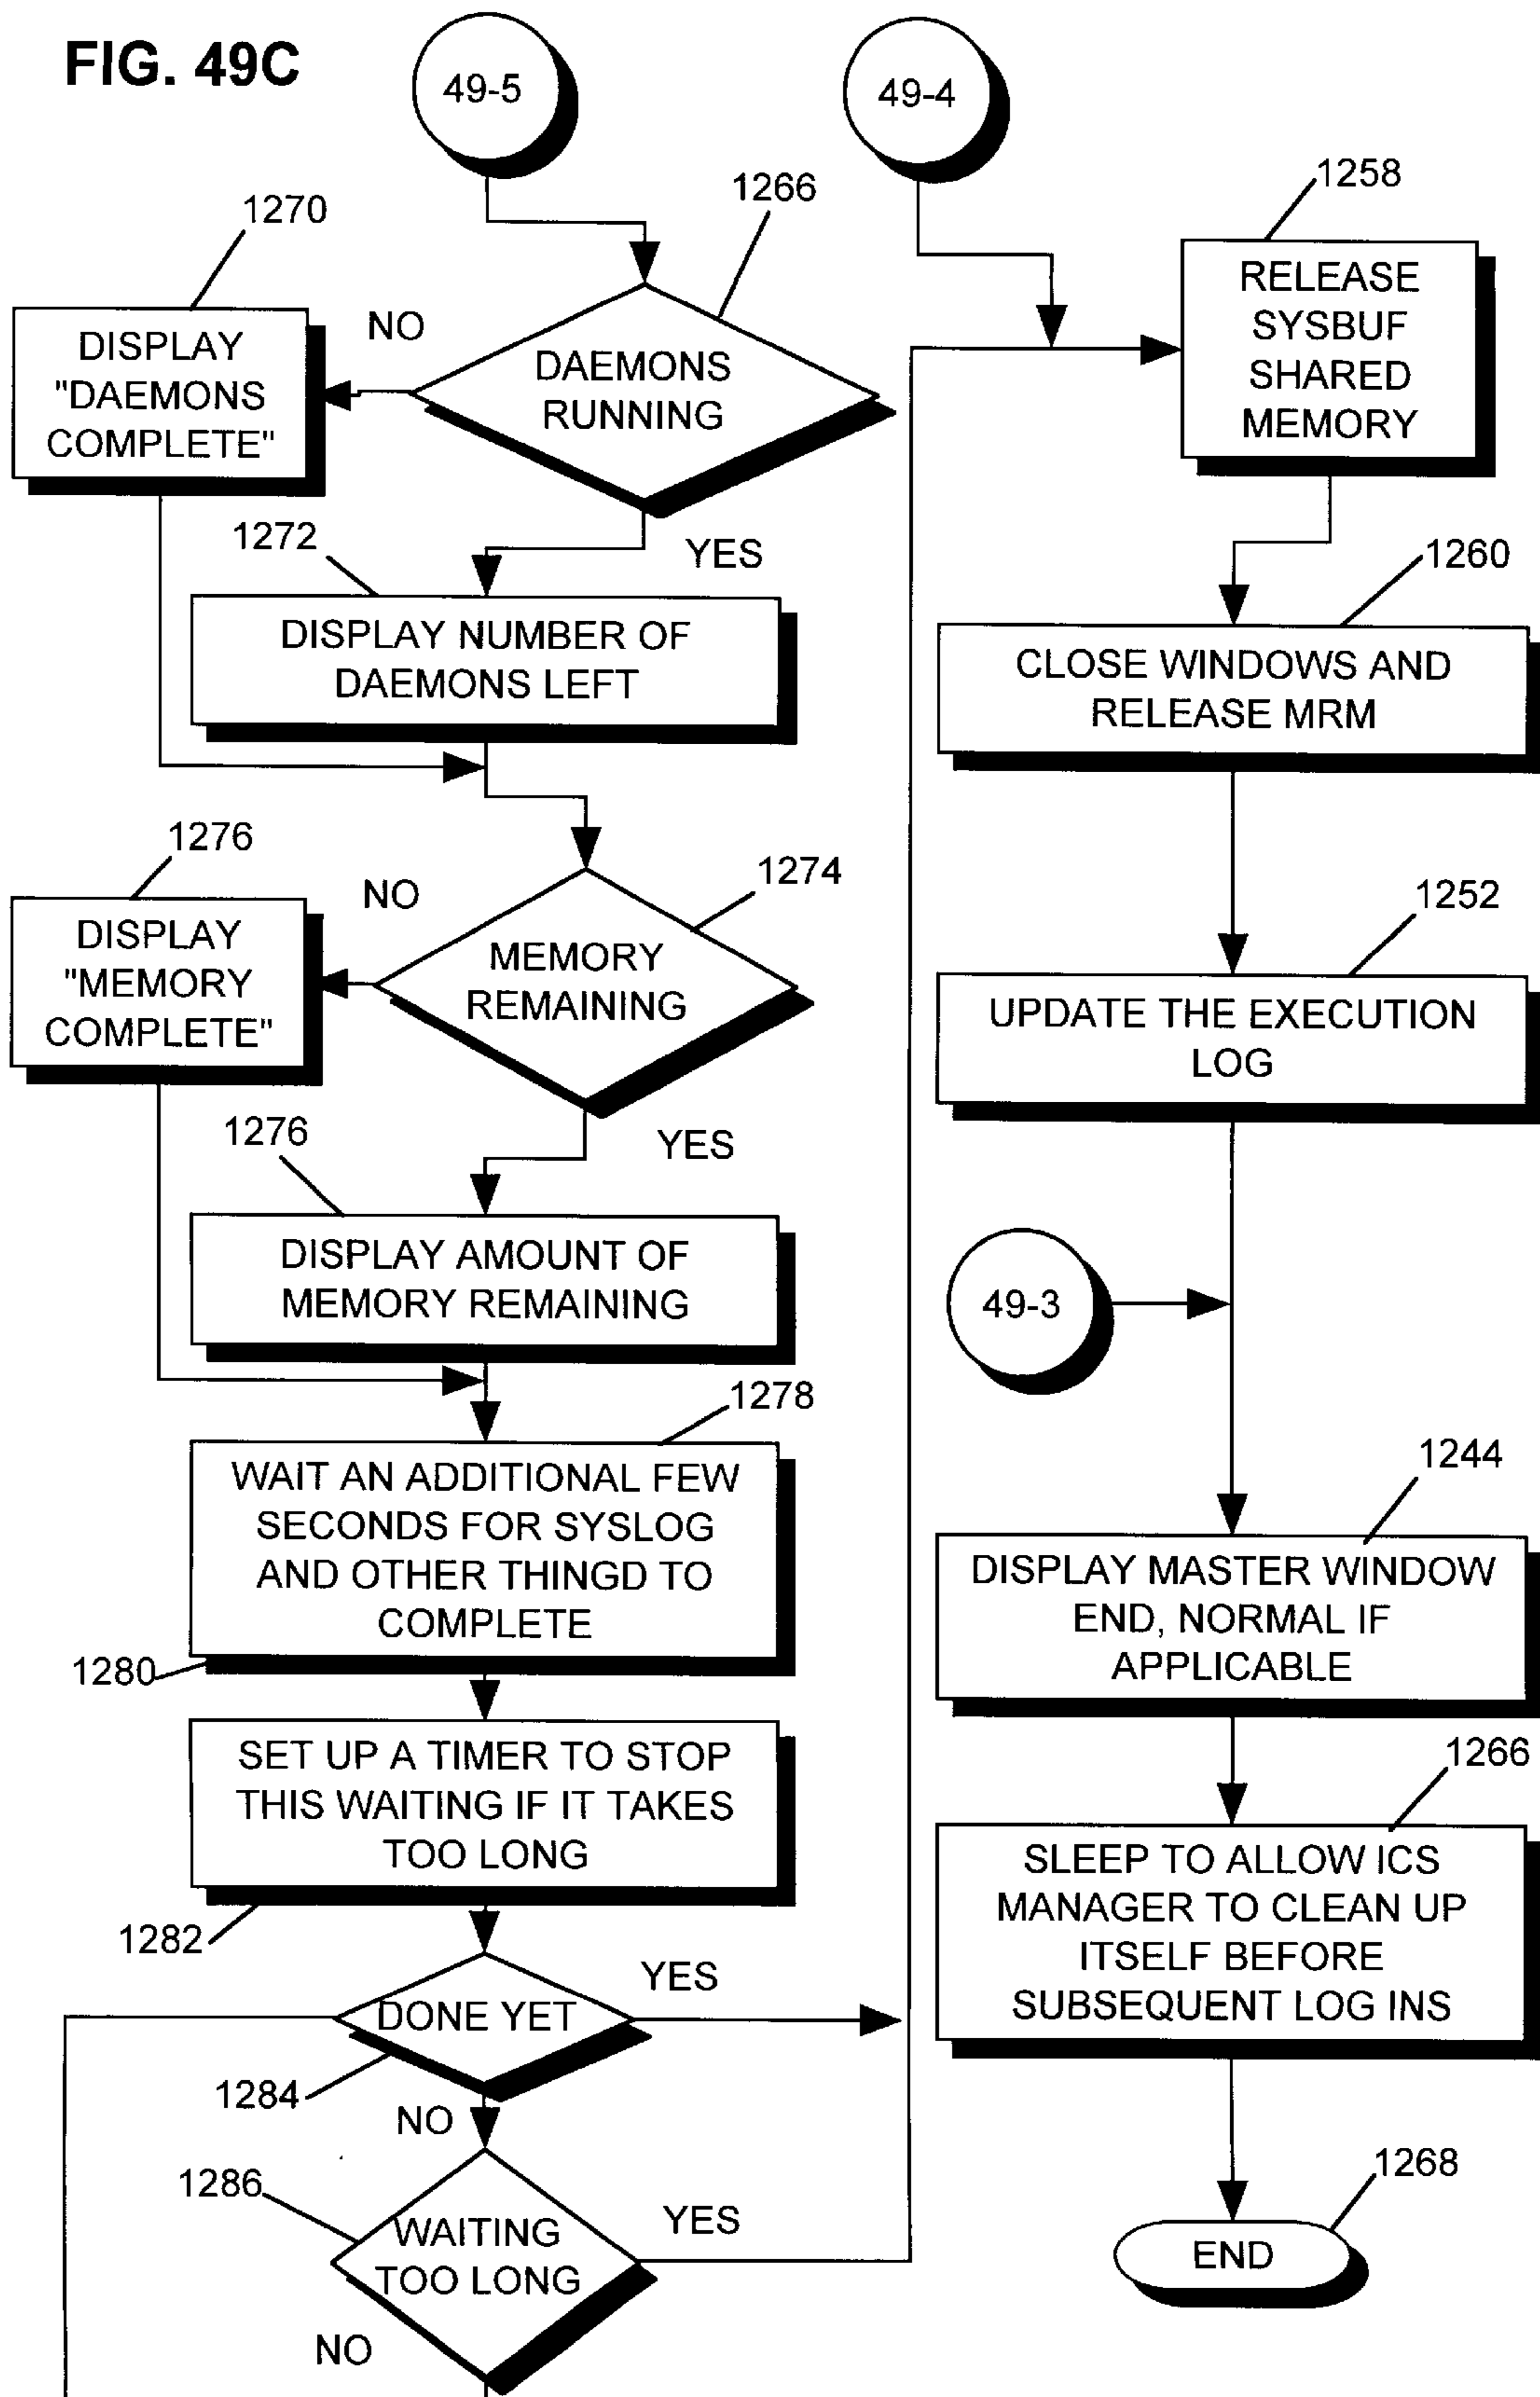 FIG. 49C
49-5
49-4
1266
1270
NO
DISPLAY
"DAEMONS
COMPLETE"
DAEMONS
RUNNING
1272
YES
DISPLAY NUMBER OF
DAEMONS LEFT
1276
NO
1274
DISPLAY
"MEMORY
COMPLETE"
MEMORY
REMAINING
1276
YES
DISPLAY AMOUNT OF
MEMORY REMAINING
1278
WAIT AN ADDITIONAL FEW
SECONDS FOR SYSLOG
AND OTHER THINGD TO
COMPLETE
1280
SET UP A TIMER TO STOP
THIS WAITING IF IT TAKES
TOO LONG
1282
YES
DONE YET
1284
NO
1286
WAITING
TOO LONG
YES
NO
1258
RELEASE
SYSBUF
SHARED
MEMORY
1260
CLOSE WINDOWS AND
RELEASE MRM
1252
UPDATE THE EXECUTION
LOG
49-3
1244
DISPLAY MASTER WINDOW
END, NORMAL IF
APPLICABLE
1266
SLEEP TO ALLOW ICS
MANAGER TO CLEAN UP
ITSELF BEFORE
SUBSEQUENT LOG INS
1268
END